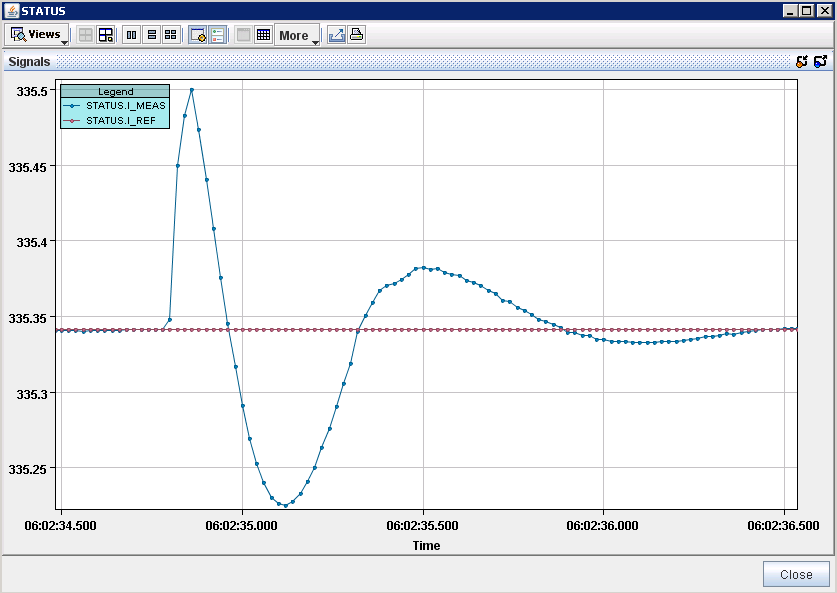 STATUS
Views
More
Signals
Legend
STATUS.I_MEAS
STATUS.I_REF
335.5
335.45
335.4
335.35
335.3
335.25
06:02:34.500 06:02:35.000 06:02:35.500 06:02:36.000 06:02:36.500
Time
Close